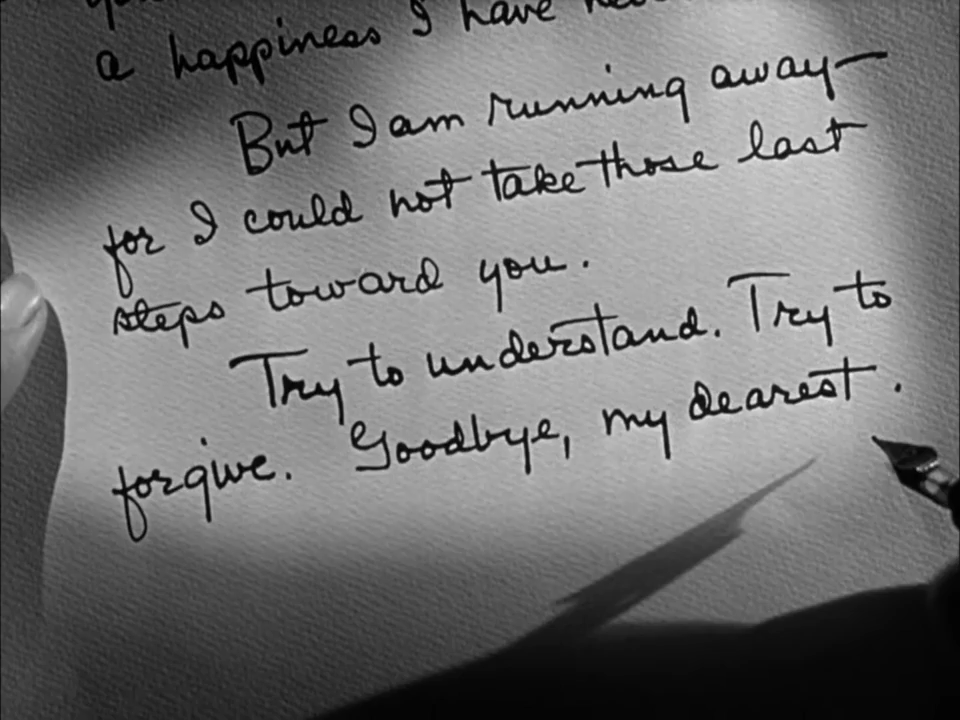 a happiness I have
But I am running away—
for I could not take those last
steps toward you.
Try to understand. Try to
forgive. Goodbye, my dearest.